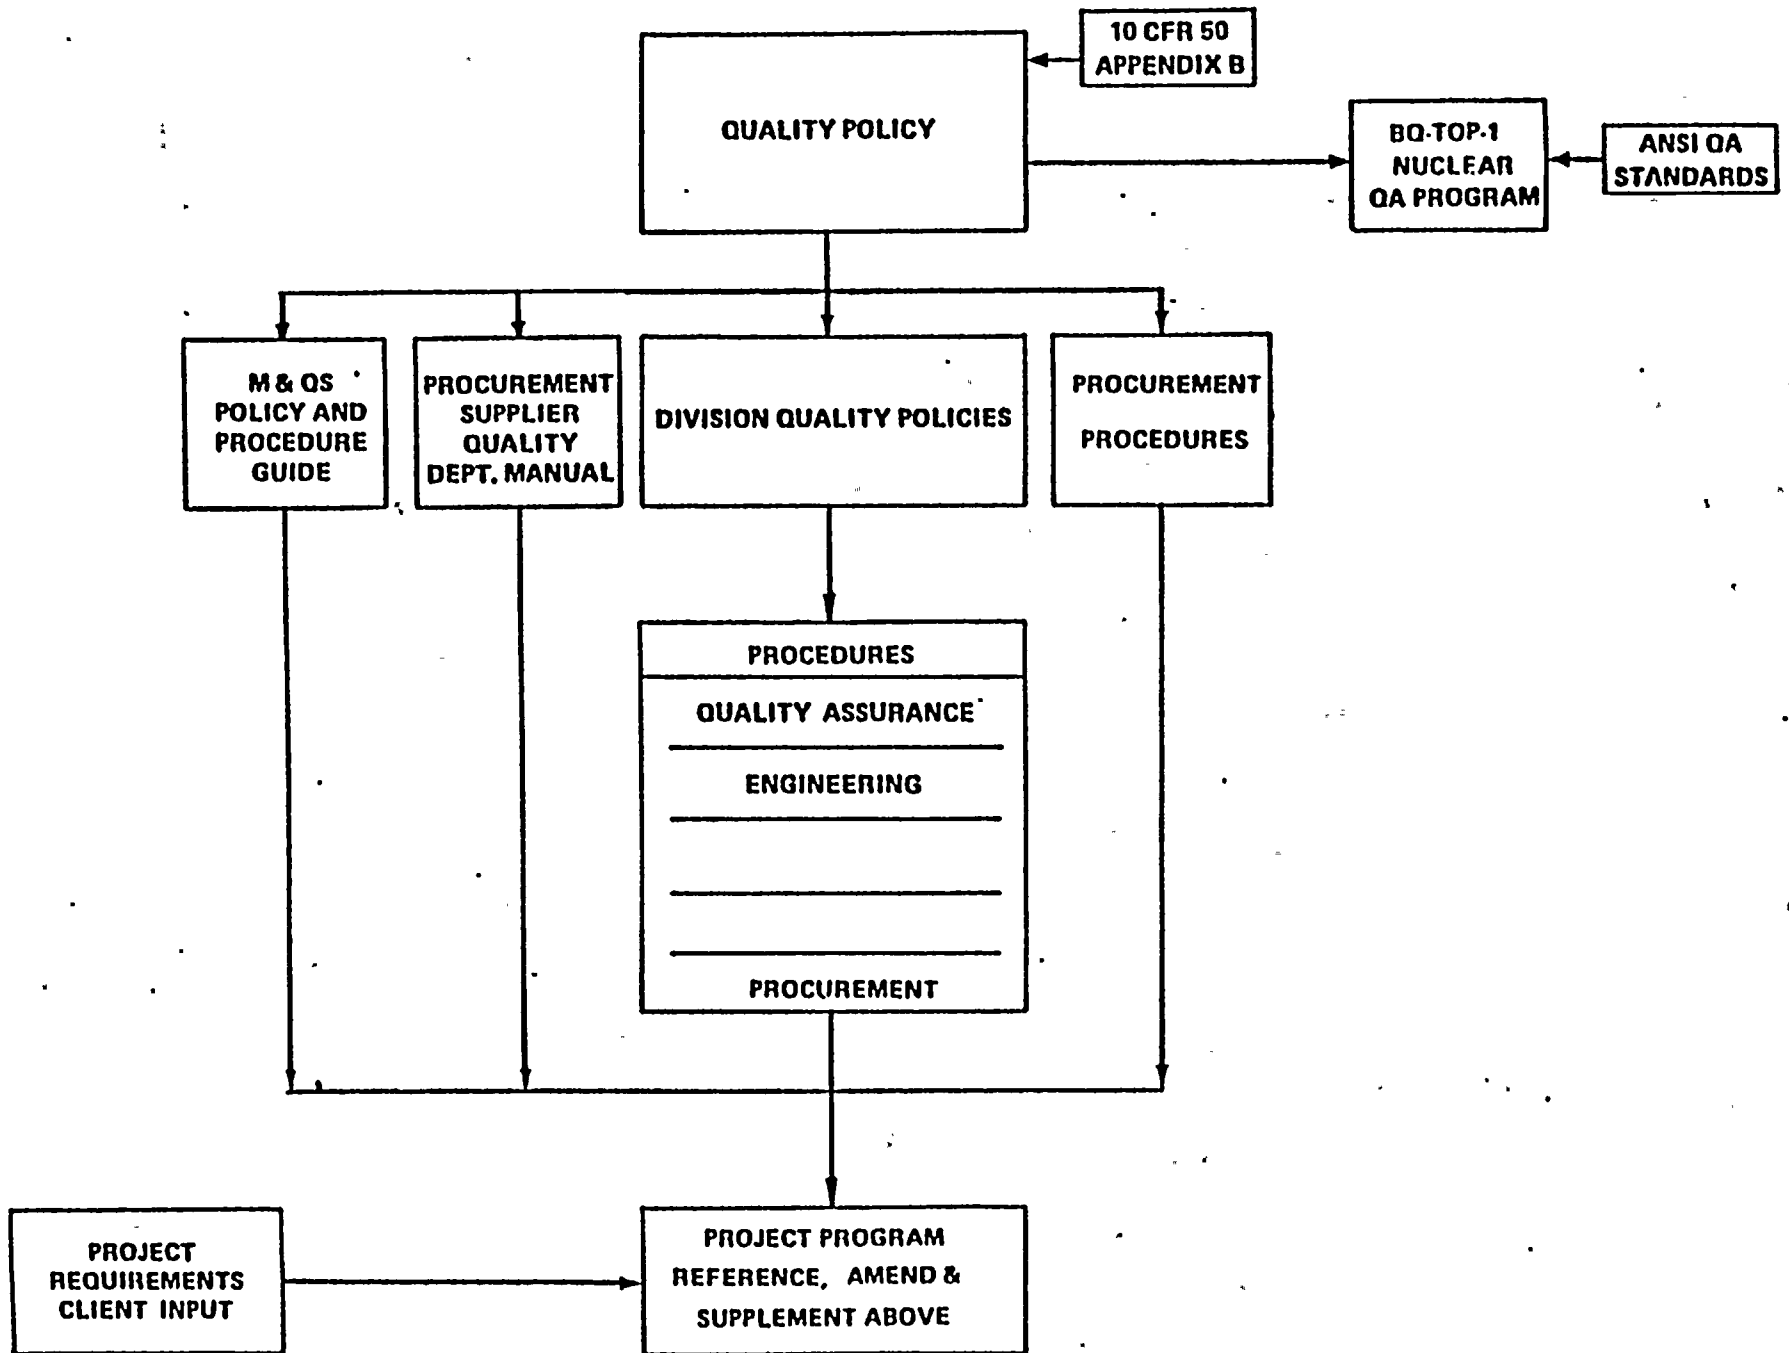 10 CFR 50
APPENDIX B
QUALITY POLICY
BQ-TOP-1
NUCLEAR
QA PROGRAM
ANSI QA
STANDARDS
M & QS
POLICY AND
PROCEDURE
GUIDE
PROCUREMENT
SUPPLIER
QUALITY
DEPT. MANUAL
DIVISION QUALITY POLICIES
PROCUREMENT
PROCEDURES
PROCEDURES
QUALITY ASSURANCE
ENGINEERING
PROCUREMENT
PROJECT
REQUIREMENTS
CLIENT INPUT
PROJECT PROGRAM
REFERENCE, AMEND &
SUPPLEMENT ABOVE